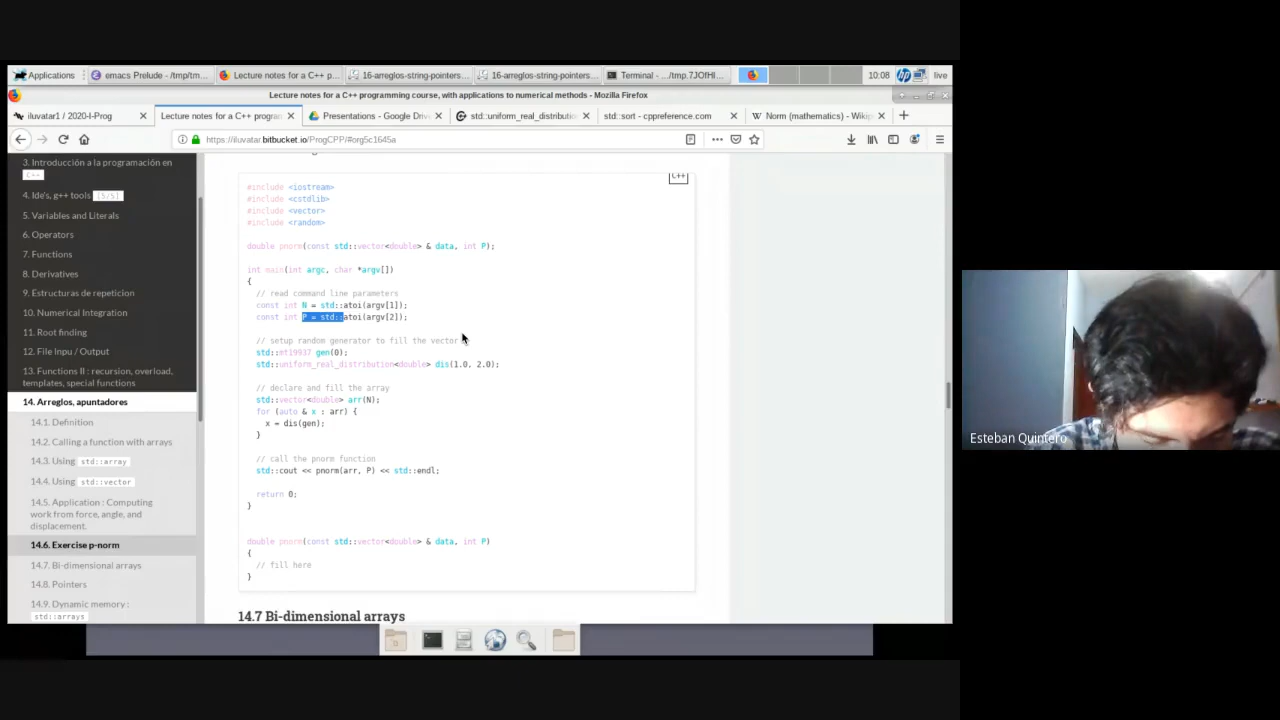 Applications
emacs Prelude - /tmp/tm...
Lecture notes for a C++ p...
16-arreglos-string-pointers...
16-arreglos-string-pointers...
Terminal - .../tmp.7JOfHl...
10:08
live
Lecture notes for a C++ programming course, with applications to numerical methods - Mozilla Firefox
iluvatar1 / 2020-I-Prog
Lecture notes for a C++ program
Presentations - Google Driv
std::uniform_real_distributio
std::sort - cppreference.com
Norm (mathematics) - Wikip
https://iluvatar.bitbucket.io/ProgCPP/#org5c1645a
3. Introducción a la programación en
C++
4. Ide's, g++ tools [5/5]
5. Variables and Literals
6. Operators
7. Functions
8. Derivatives
9. Estructuras de repeticion
10. Numerical Integration
11. Root finding
12. File Inpu / Output
13. Functions II : recursion, overload,
templates, special functions
14. Arreglos, apuntadores
14.1. Definition
14.2. Calling a function with arrays
14.3. Using std::array
14.4. Using std::vector
14.5. Application : Computing
work from force, angle, and
displacement.
14.6. Exercise p-norm
14.7. Bi-dimensional arrays
14.8. Pointers
14.9. Dynamic memory :
std::arrays
C++
#include <iostream>
#include <cstdlib>
#include <vector>
#include <random>
double pnorm(const std::vector<double> & data, int P);
int main(int argc, char *argv[])
{
// read command line parameters
const int N = std::atoi(argv[1]);
const int P = std::atoi(argv[2]);
// setup random generator to fill the vector
std::mt19937 gen(0);
std::uniform_real_distribution<double> dis(1.0, 2.0);
// declare and fill the array
std::vector<double> arr(N);
for (auto & x : arr) {
x = dis(gen);
}
// call the pnorm function
std::cout << pnorm(arr, P) << std::endl;
return 0;
}
double pnorm(const std::vector<double> & data, int P)
{
// fill here
}
14.7 Bi-dimensional arrays
Esteban Quintero